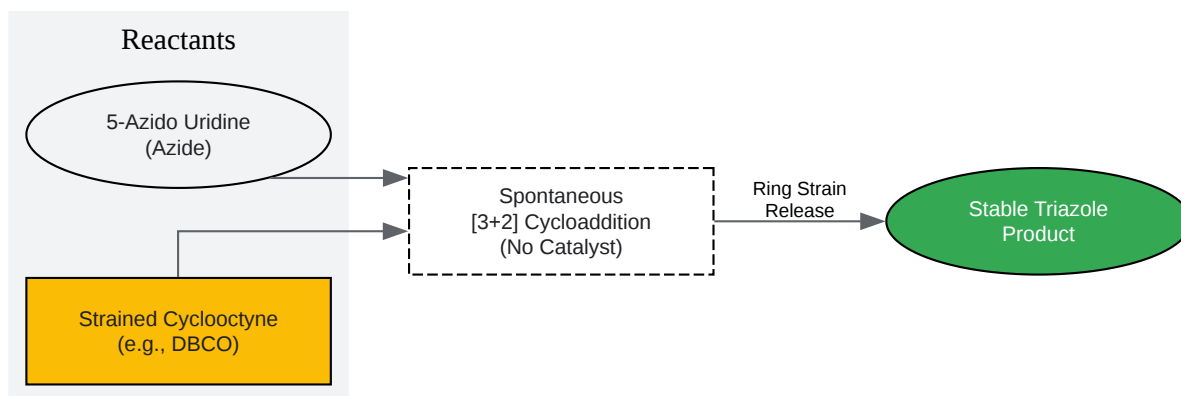 Reactants
5-Azido Uridine
(Azide)
Strained Cyclooctyne
(e.g., DBCO)
Spontaneous
[3+2] Cycloaddition
(No Catalyst)
Ring Strain
Release
Stable Triazole
Product